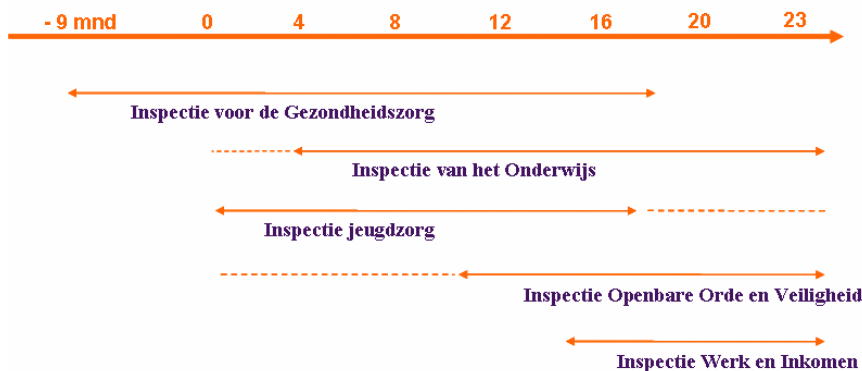 - 9 mnd 0 4 8 12 16 20 23
Inspectie voor de Gezondheidszorg
Inspectie van het Onderwijs
Inspectie jeugdzorg
Inspectie Openbare Orde en Veiligheid
Inspectie Werk en Inkomen